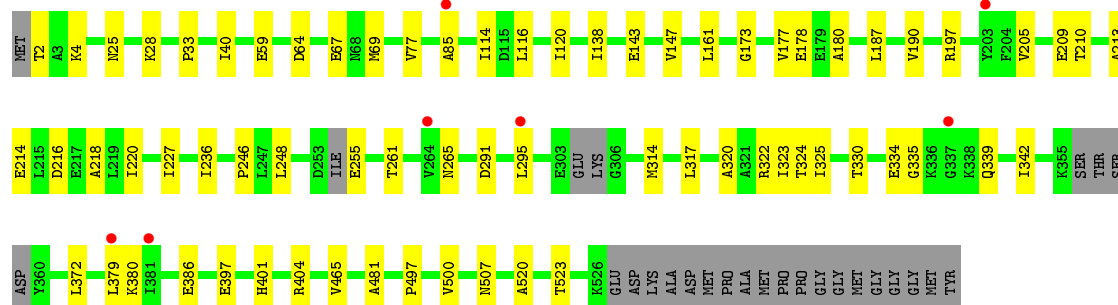 MET T2 A3 K4 N25 K28 P33 I40 E59 D64 E67 N68 M69 V77 A85 I114 D115 L116 I120 I138 E143 V147 L161 G173 V177 E178 E179 A180 L187 V190 R197 Y203 F204 V205 E209 T210 A213
E214 L215 D216 E217 A218 L219 I220 I227 I236 P246 L247 L248 D253 ILE E255 T261 V264 N265 D291 L295 E303 GLU LYS G306 M314 L317 A320 A321 R322 I323 T324 I325 T330 E334 G335 K336 G337 K338 Q339 I342 K355 SER THR SER
ASP Y360 L372 L379 K380 I381 E386 E397 H401 R404 V465 A481 P497 V500 N507 A520 T523 K526 GLU ASP LYS ALA ASP MET PRO ALA MET PRO PRO GLY GLY MET GLY GLY GLY MET TYR